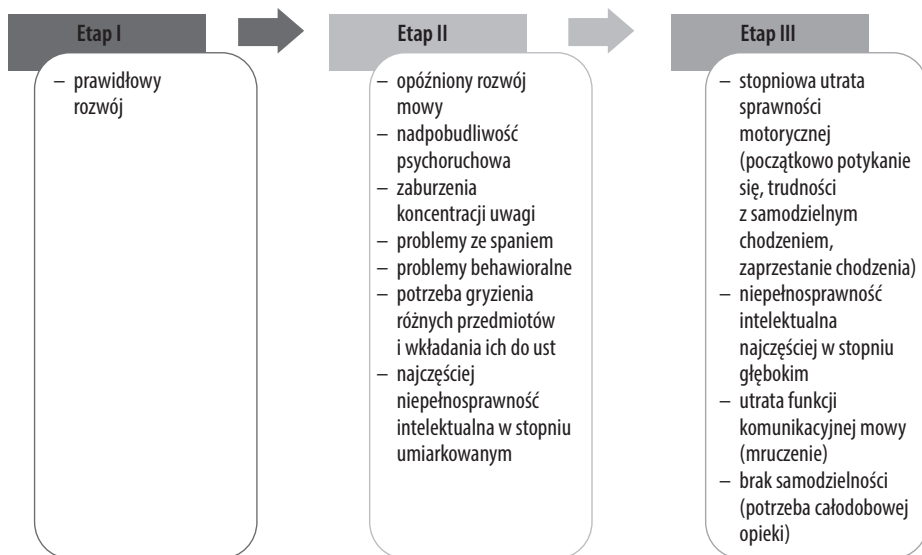 Etap I
– prawidłowy
rozwój
Etap II
– opóźniony rozwój
mowy
– nadpobudliwość
psychoruchowa
– zaburzenia
koncentracji uwagi
– problemy ze spaniem
– problemy behawioralne
– potrzeba gryzienia
różnych przedmiotów
i wkładania ich do ust
– najczęściej
niepełnosprawność
intelektualna w stopniu
umiarkowanym
Etap III
– stopniowa utrata
sprawności
motorycznej
(początkowo potykanie
się, trudności
z samodzielnym
chodzeniem,
zaprzestanie chodzenia)
– niepełnosprawność
intelektualna
najczęściej w stopniu
głębokim
– utrata funkcji
komunikacyjnej mowy
(mruczenie)
– brak samodzielności
(potrzeba całodobowej
opieki)